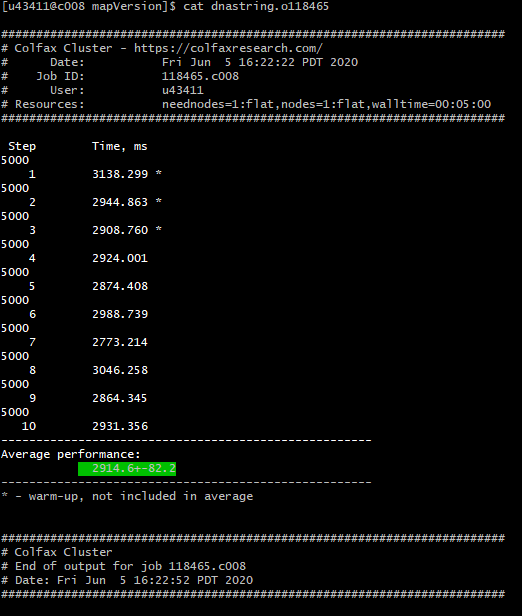 [u43411@c008 mapVersion]$ cat dnastring.o118465
################################################################################
# Colfax Cluster - https://colfaxresearch.com/
#      Date:           Fri Jun  5 16:22:22 PDT 2020
#    Job ID:           118465.c008
#      User:           u43411
# Resources:           neednodes=1:flat,nodes=1:flat,walltime=00:05:00
################################################################################
 Step        Time, ms
5000
    1        3138.299 *
5000
    2        2944.863 *
5000
    3        2908.760 *
5000
    4        2924.001
5000
    5        2874.408
5000
    6        2988.739
5000
    7        2773.214
5000
    8        3046.258
5000
    9        2864.345
5000
   10        2931.356
-----------------------------------------------------
Average performance:
             2914.6+-82.2
-----------------------------------------------------
* - warm-up, not included in average
################################################################################
# Colfax Cluster
# End of output for job 118465.c008
# Date: Fri Jun  5 16:22:52 PDT 2020
################################################################################